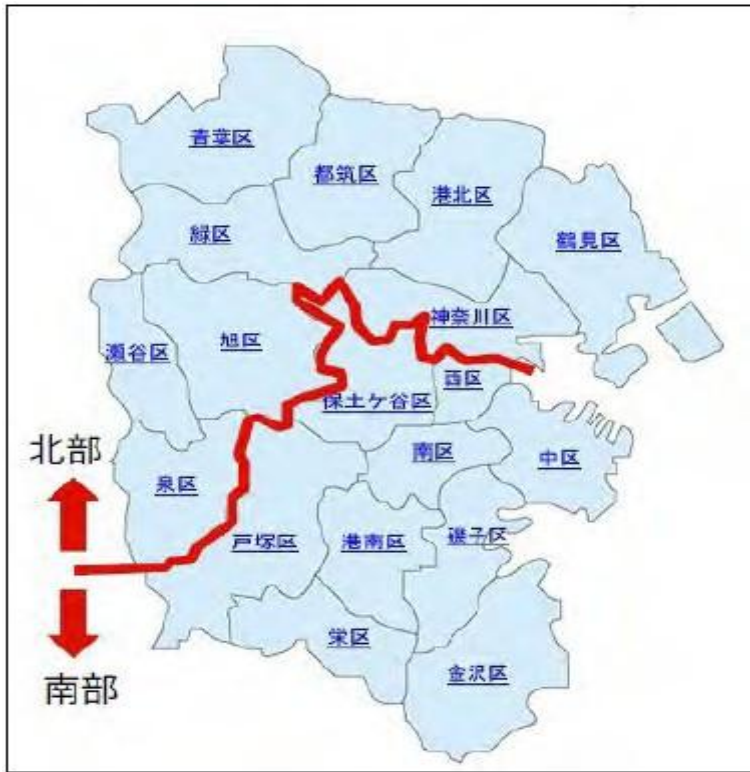 青葉区
都筑区
港北区
緑区
鶴見区
神奈川区
旭区
瀬谷区
西区
保土ケ谷区
南区
中区
北部
泉区
戸塚区
港南区
磯子区
栄区
金沢区
南部